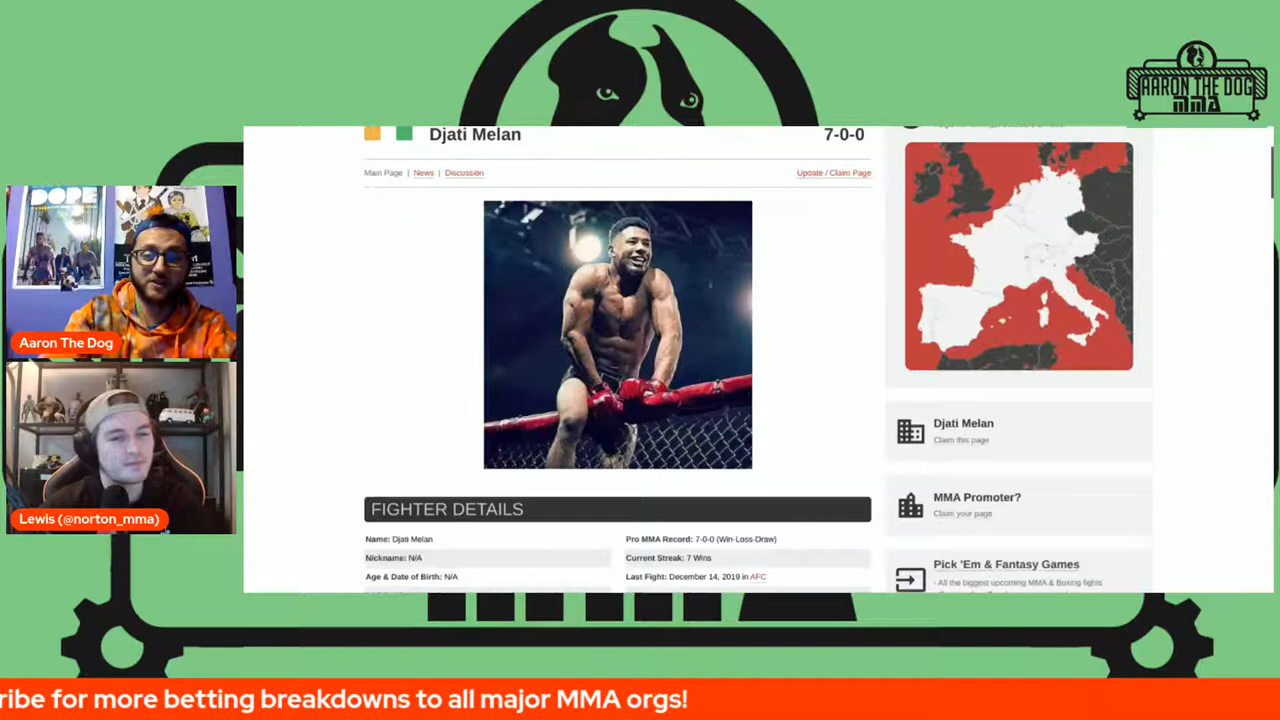 AARON THE DOG
MMA
Djati Melan
7-0-0
Main Page | News | Discussion
Update / Claim Page
DOPE
Aaron The Dog
Lewis (@norton_mma)
FIGHTER DETAILS
Name: Djati Melan
Pro MMA Record: 7-0-0 (Win-Loss-Draw)
Nickname: N/A
Current Streak: 7 Wins
Age & Date of Birth: N/A
Last Fight: December 14, 2019 in AFC
Djati Melan
Claim this page
MMA Promoter?
Claim your page
Pick 'Em & Fantasy Games
- All the biggest upcoming MMA & Boxing fights
ribe for more betting breakdowns to all major MMA orgs!